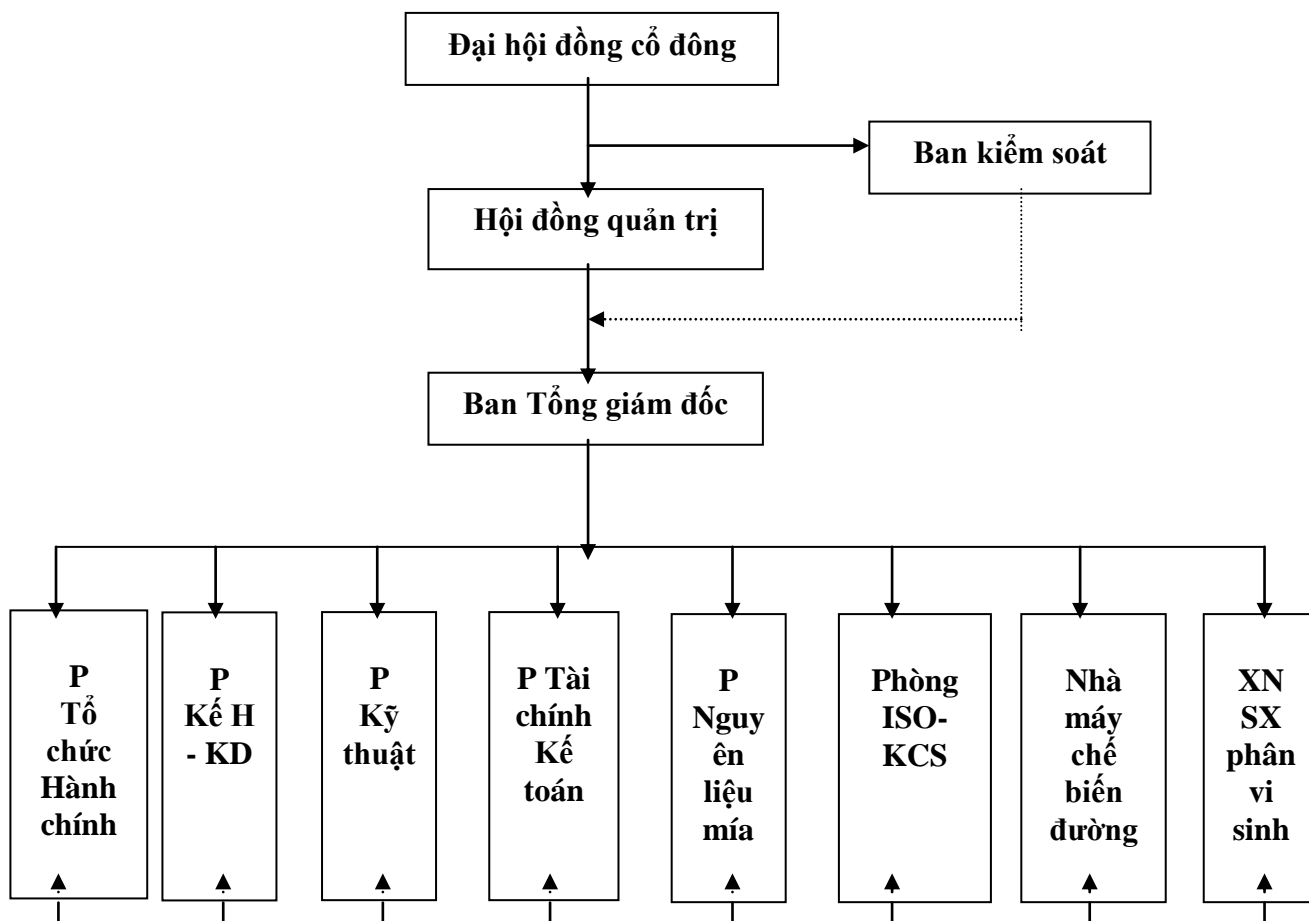 Đại hội đồng cổ đông
Ban kiểm soát
Hội đồng quản trị
Ban Tổng giám đốc
P
Tổ
chức
Hành
chính
P
Kế H
- KD
P
Kỹ
thuật
P Tài
chính
Kế
toán
P
Nguy
ên
liệu
mía
Phòng
ISO-
KCS
Nhà
máy
chế
biến
đường
XN
SX
phân
vi
sinh